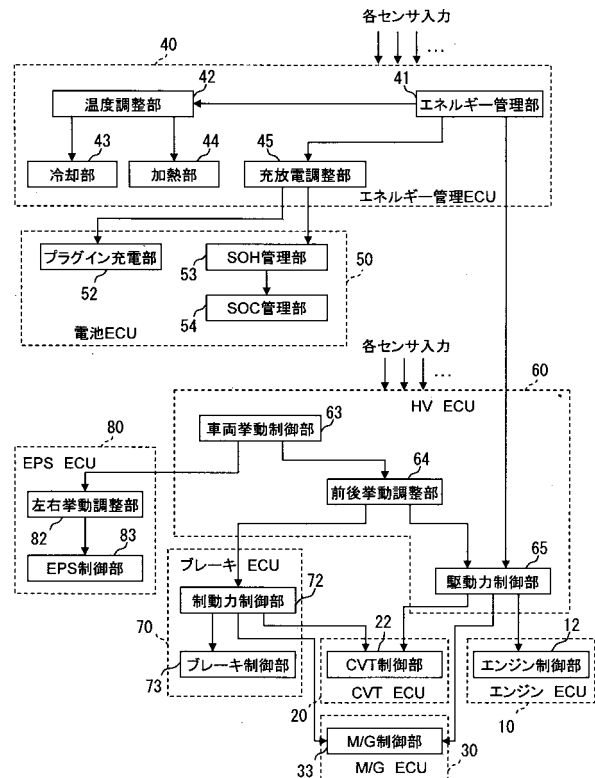 各センサ入力
...
40
42
41
温度調整部
エネルギー管理部
43
44
45
冷却部
加熱部
充放電調整部
エネルギー管理ECU
プラグイン充電部
52
53
SOH管理部
50
54
SOC管理部
電池ECU
各センサ入力
...
60
HV ECU
63
車両挙動制御部
80
EPS ECU
64
前後挙動調整部
左右挙動調整部
82
83
EPS制御部
65
駆動力制御部
ブレーキ ECU
72
制動力制御部
70
22
12
73
ブレーキ制御部
CVT制御部
エンジン制御部
20
CVT ECU
エンジン ECU
10
33
M/G制御部
30
M/G ECU